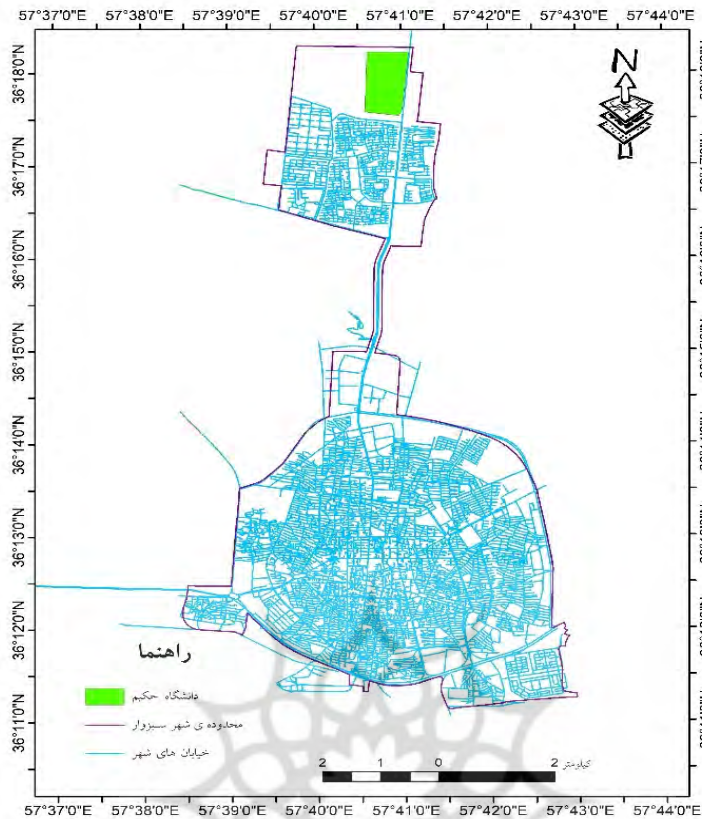 57°37'0"E 57°38'0"E 57°39'0"E 57°40'0"E 57°41'0"E 57°42'0"E 57°43'0"E 57°44'0"E
N
36°18'0"N
36°17'0"N
36°16'0"N
36°15'0"N
36°14'0"N
36°13'0"N
36°12'0"N
36°11'0"N
راهنما
دانشگاه حکیم
محدوده ی شهر سبزوار
خیابان های شهر
2 1 0 2 کیلومتر
57°37'0"E 57°38'0"E 57°39'0"E 57°40'0"E 57°41'0"E 57°42'0"E 57°43'0"E 57°44'0"E